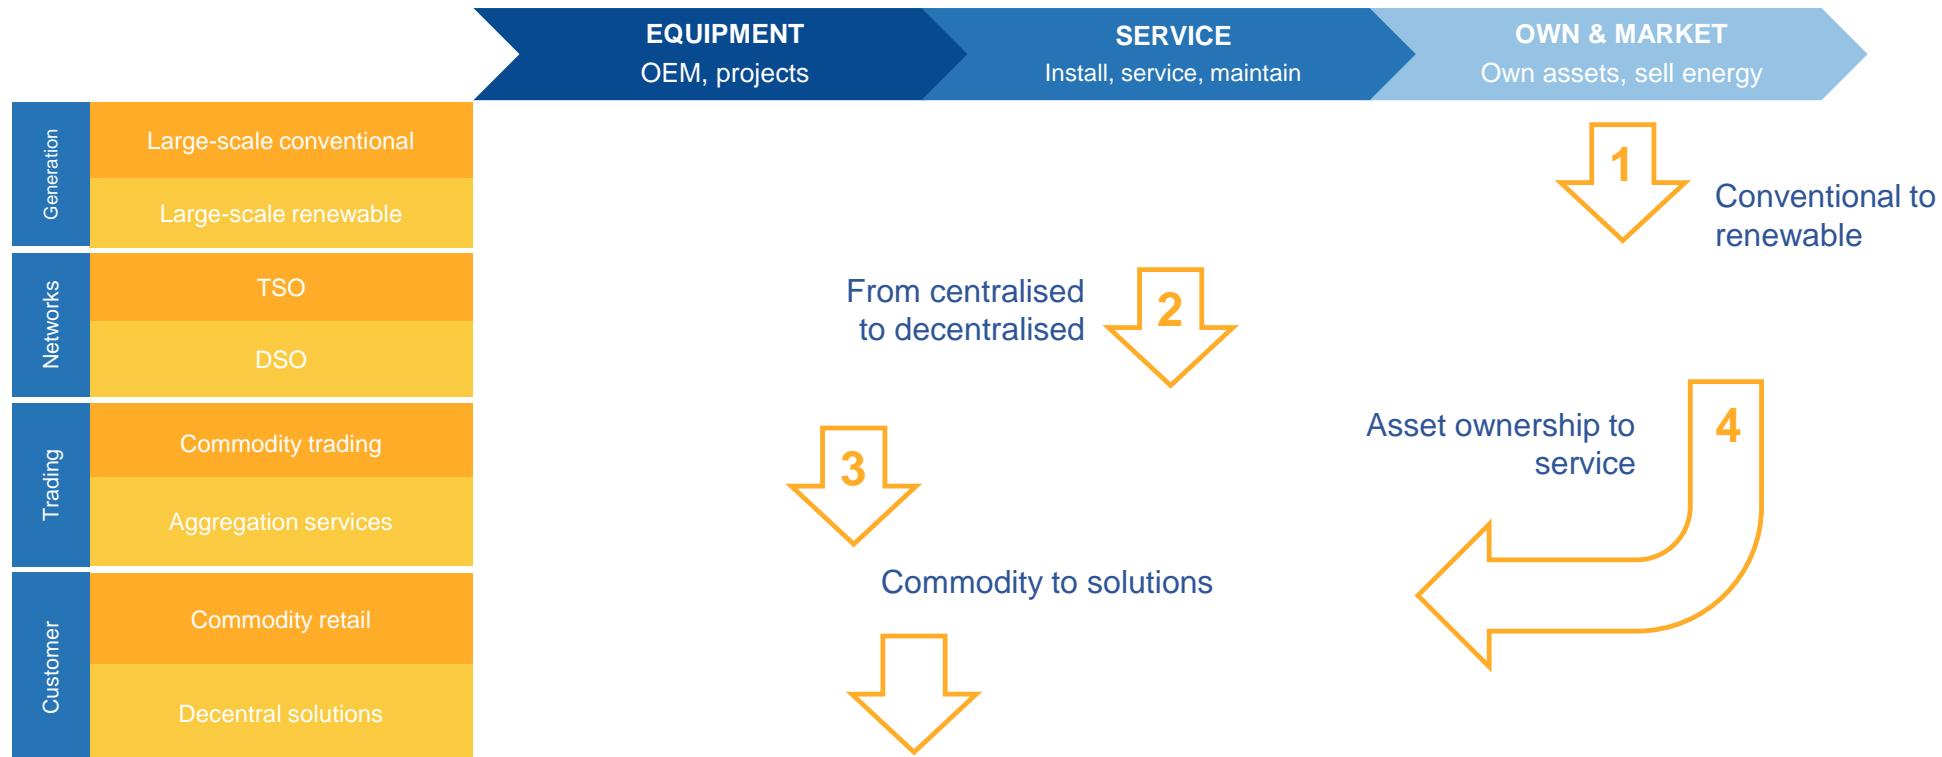 EQUIPMENT
OEM, projects
SERVICE
Install, service, maintain
OWN & MARKET
Own assets, sell energy
Generation
Large-scale conventional
Large-scale renewable
1
Conventional to
renewable
Networks
TSO
DSO
From centralised
to decentralised
2
Trading
Commodity trading
Aggregation services
3
Asset ownership to
service
4
Commodity to solutions
Customer
Commodity retail
Decentral solutions